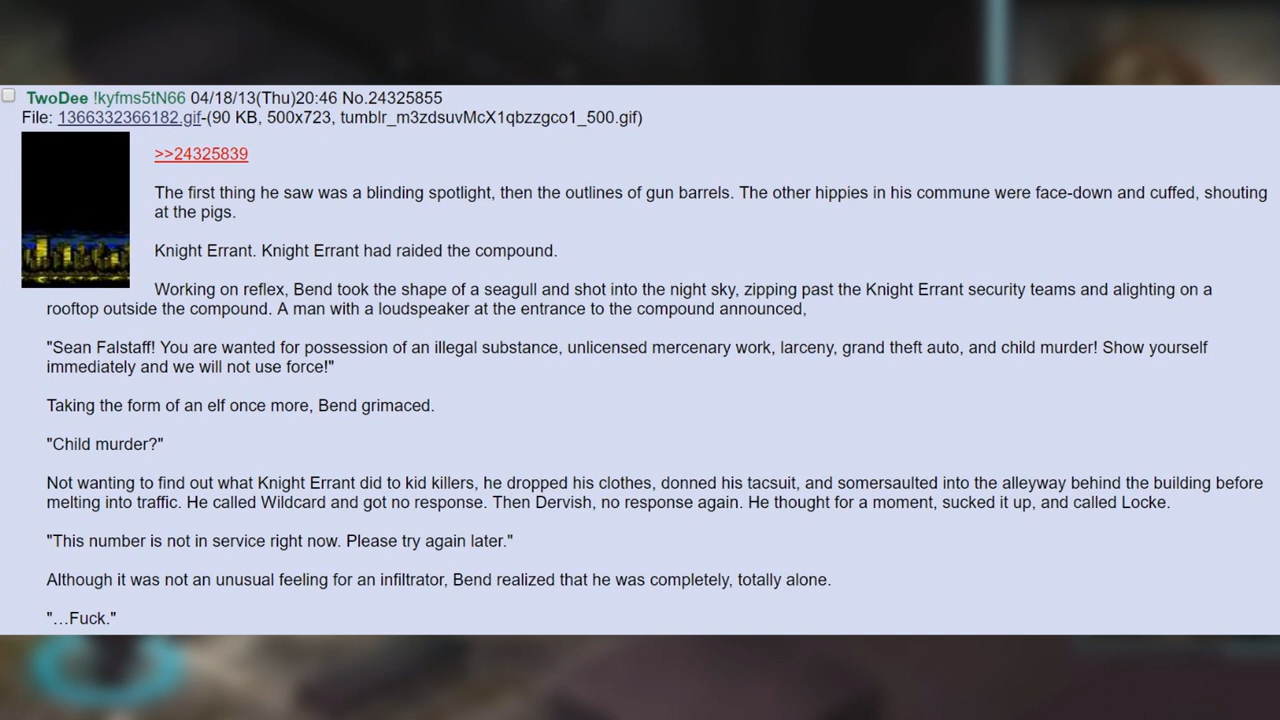 TwoDee !kyfms5tN66 04/18/13(Thu)20:46 No.24325855
File: 1366332366182.gif-(90 KB, 500x723, tumblr_m3zdsuvMcX1qbzzgco1_500.gif)
>>24325839
The first thing he saw was a blinding spotlight, then the outlines of gun barrels. The other hippies in his commune were face-down and cuffed, shouting
at the pigs.
Knight Errant. Knight Errant had raided the compound.
Working on reflex, Bend took the shape of a seagull and shot into the night sky, zipping past the Knight Errant security teams and alighting on a
rooftop outside the compound. A man with a loudspeaker at the entrance to the compound announced,
"Sean Falstaff! You are wanted for possession of an illegal substance, unlicensed mercenary work, larceny, grand theft auto, and child murder! Show yourself
immediately and we will not use force!"
Taking the form of an elf once more, Bend grimaced.
"Child murder?"
Not wanting to find out what Knight Errant did to kid killers, he dropped his clothes, donned his tacsuit, and somersaulted into the alleyway behind the building before
melting into traffic. He called Wildcard and got no response. Then Dervish, no response again. He thought for a moment, sucked it up, and called Locke.
"This number is not in service right now. Please try again later."
Although it was not an unusual feeling for an infiltrator, Bend realized that he was completely, totally alone.
"…Fuck."